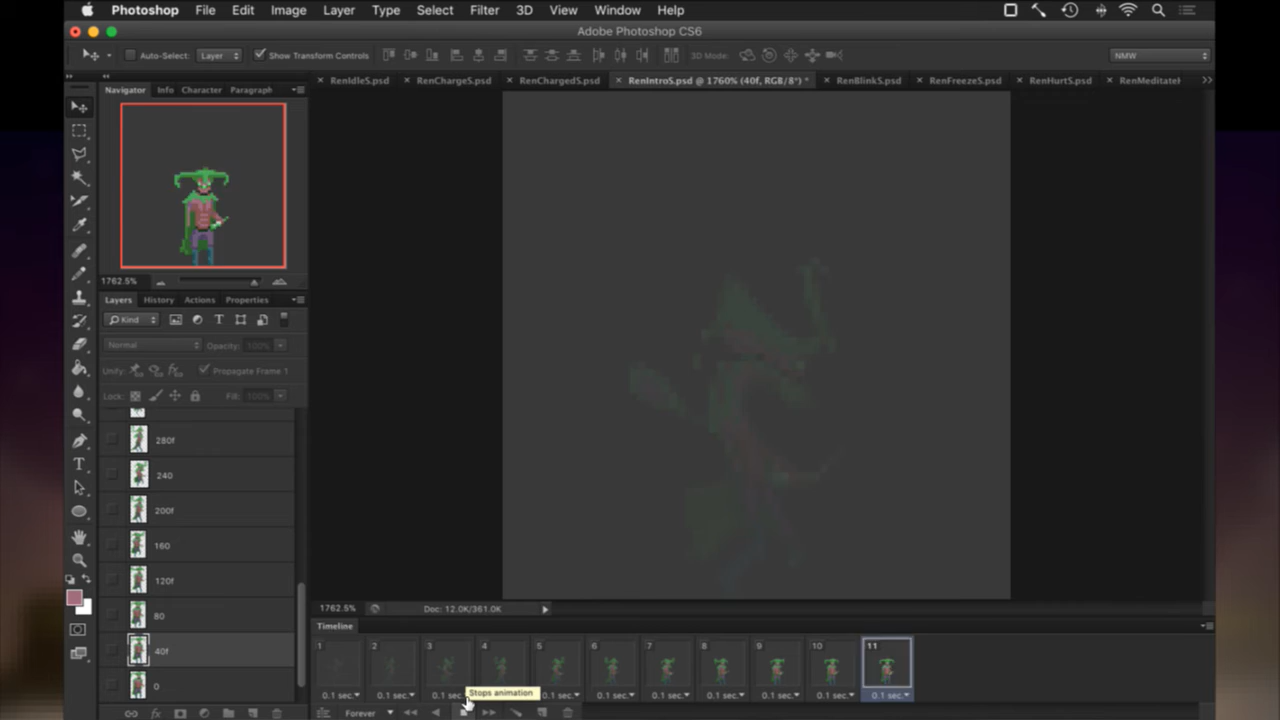 Photoshop File Edit Image Layer Type Select Filter 3D View Window Help
Adobe Photoshop CS6
Auto-Select: Layer Show Transform Controls 3D Mode: NMW
RenIdleS.psd RenChargeS.psd RenChargedS.psd RenIntroS.psd @ 1760% (40f, RGB/8*) * RenBlinkS.psd RenFreezeS.psd RenHurtS.psd RenMeditate
Navigator Info Character Paragraph
1762.5%
Layers History Actions Properties
Kind
Normal Opacity: 100%
Unify: Propagate Frame 1
Lock: Fill: 100%
280f
240
200f
160
120f
80
40f
0
1762.5% Doc: 12.0K/361.0K
Timeline
1 2 3 4 5 6 7 8 9 10 11
0.1 sec. 0.1 sec. 0.1 sec. 0.1 sec. 0.1 sec. 0.1 sec. 0.1 sec. 0.1 sec. 0.1 sec. 0.1 sec.
Stops animation
Forever